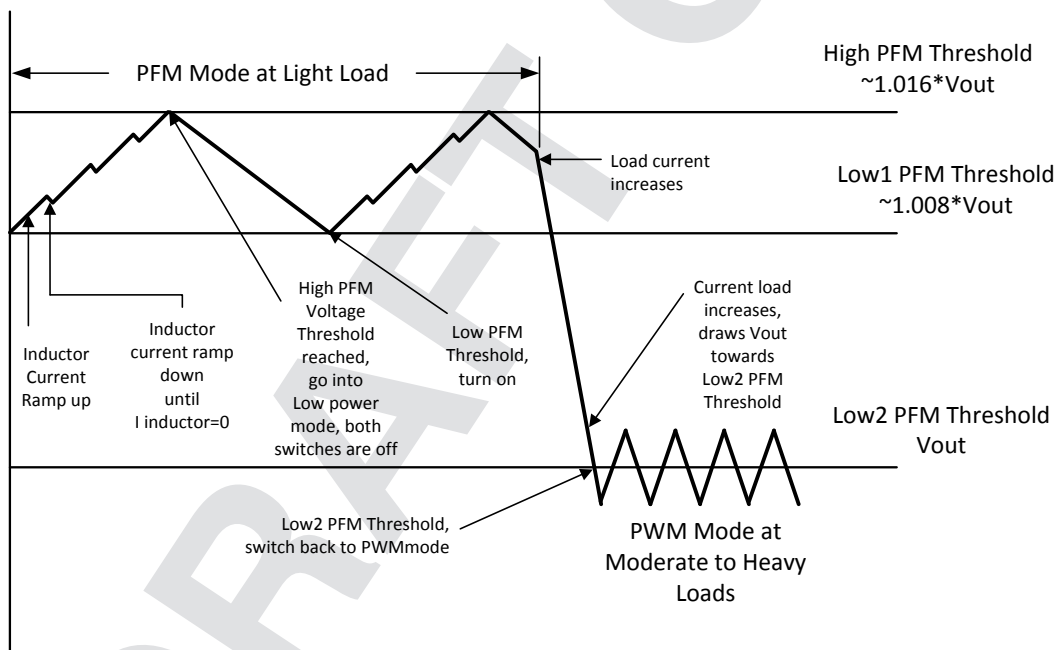 High PFM Threshold
~1.016*Vout
PFM Mode at Light Load
Load current
increases
Low1 PFM Threshold
~1.008*Vout
Inductor
Current
Ramp up
Inductor
current ramp
down
until
I inductor=0
High PFM
Voltage
Threshold
reached,
go into
Low power
mode, both
switches are off
Low PFM
Threshold,
turn on
Current load
increases,
draws Vout
towards
Low2 PFM
Threshold
Low2 PFM Threshold
Vout
Low2 PFM Threshold,
switch back to PWMmode
PWM Mode at
Moderate to Heavy
Loads
DRAFT